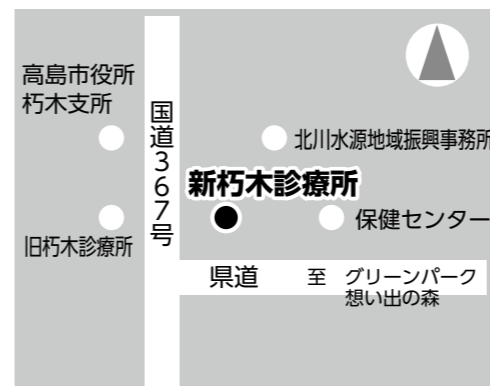 高島市役所
朽木支所
国道367号
北川水源地域振興事務所
新朽木診療所
旧朽木診療所
保健センター
県道 至 グリーンパーク
想い出の森